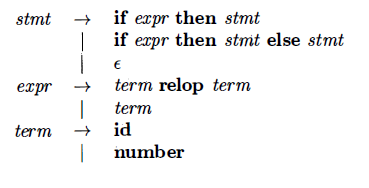 stmt → if expr then stmt
| if expr then stmt else stmt
| ϵ
expr → term relop term
| term
term → id
| number